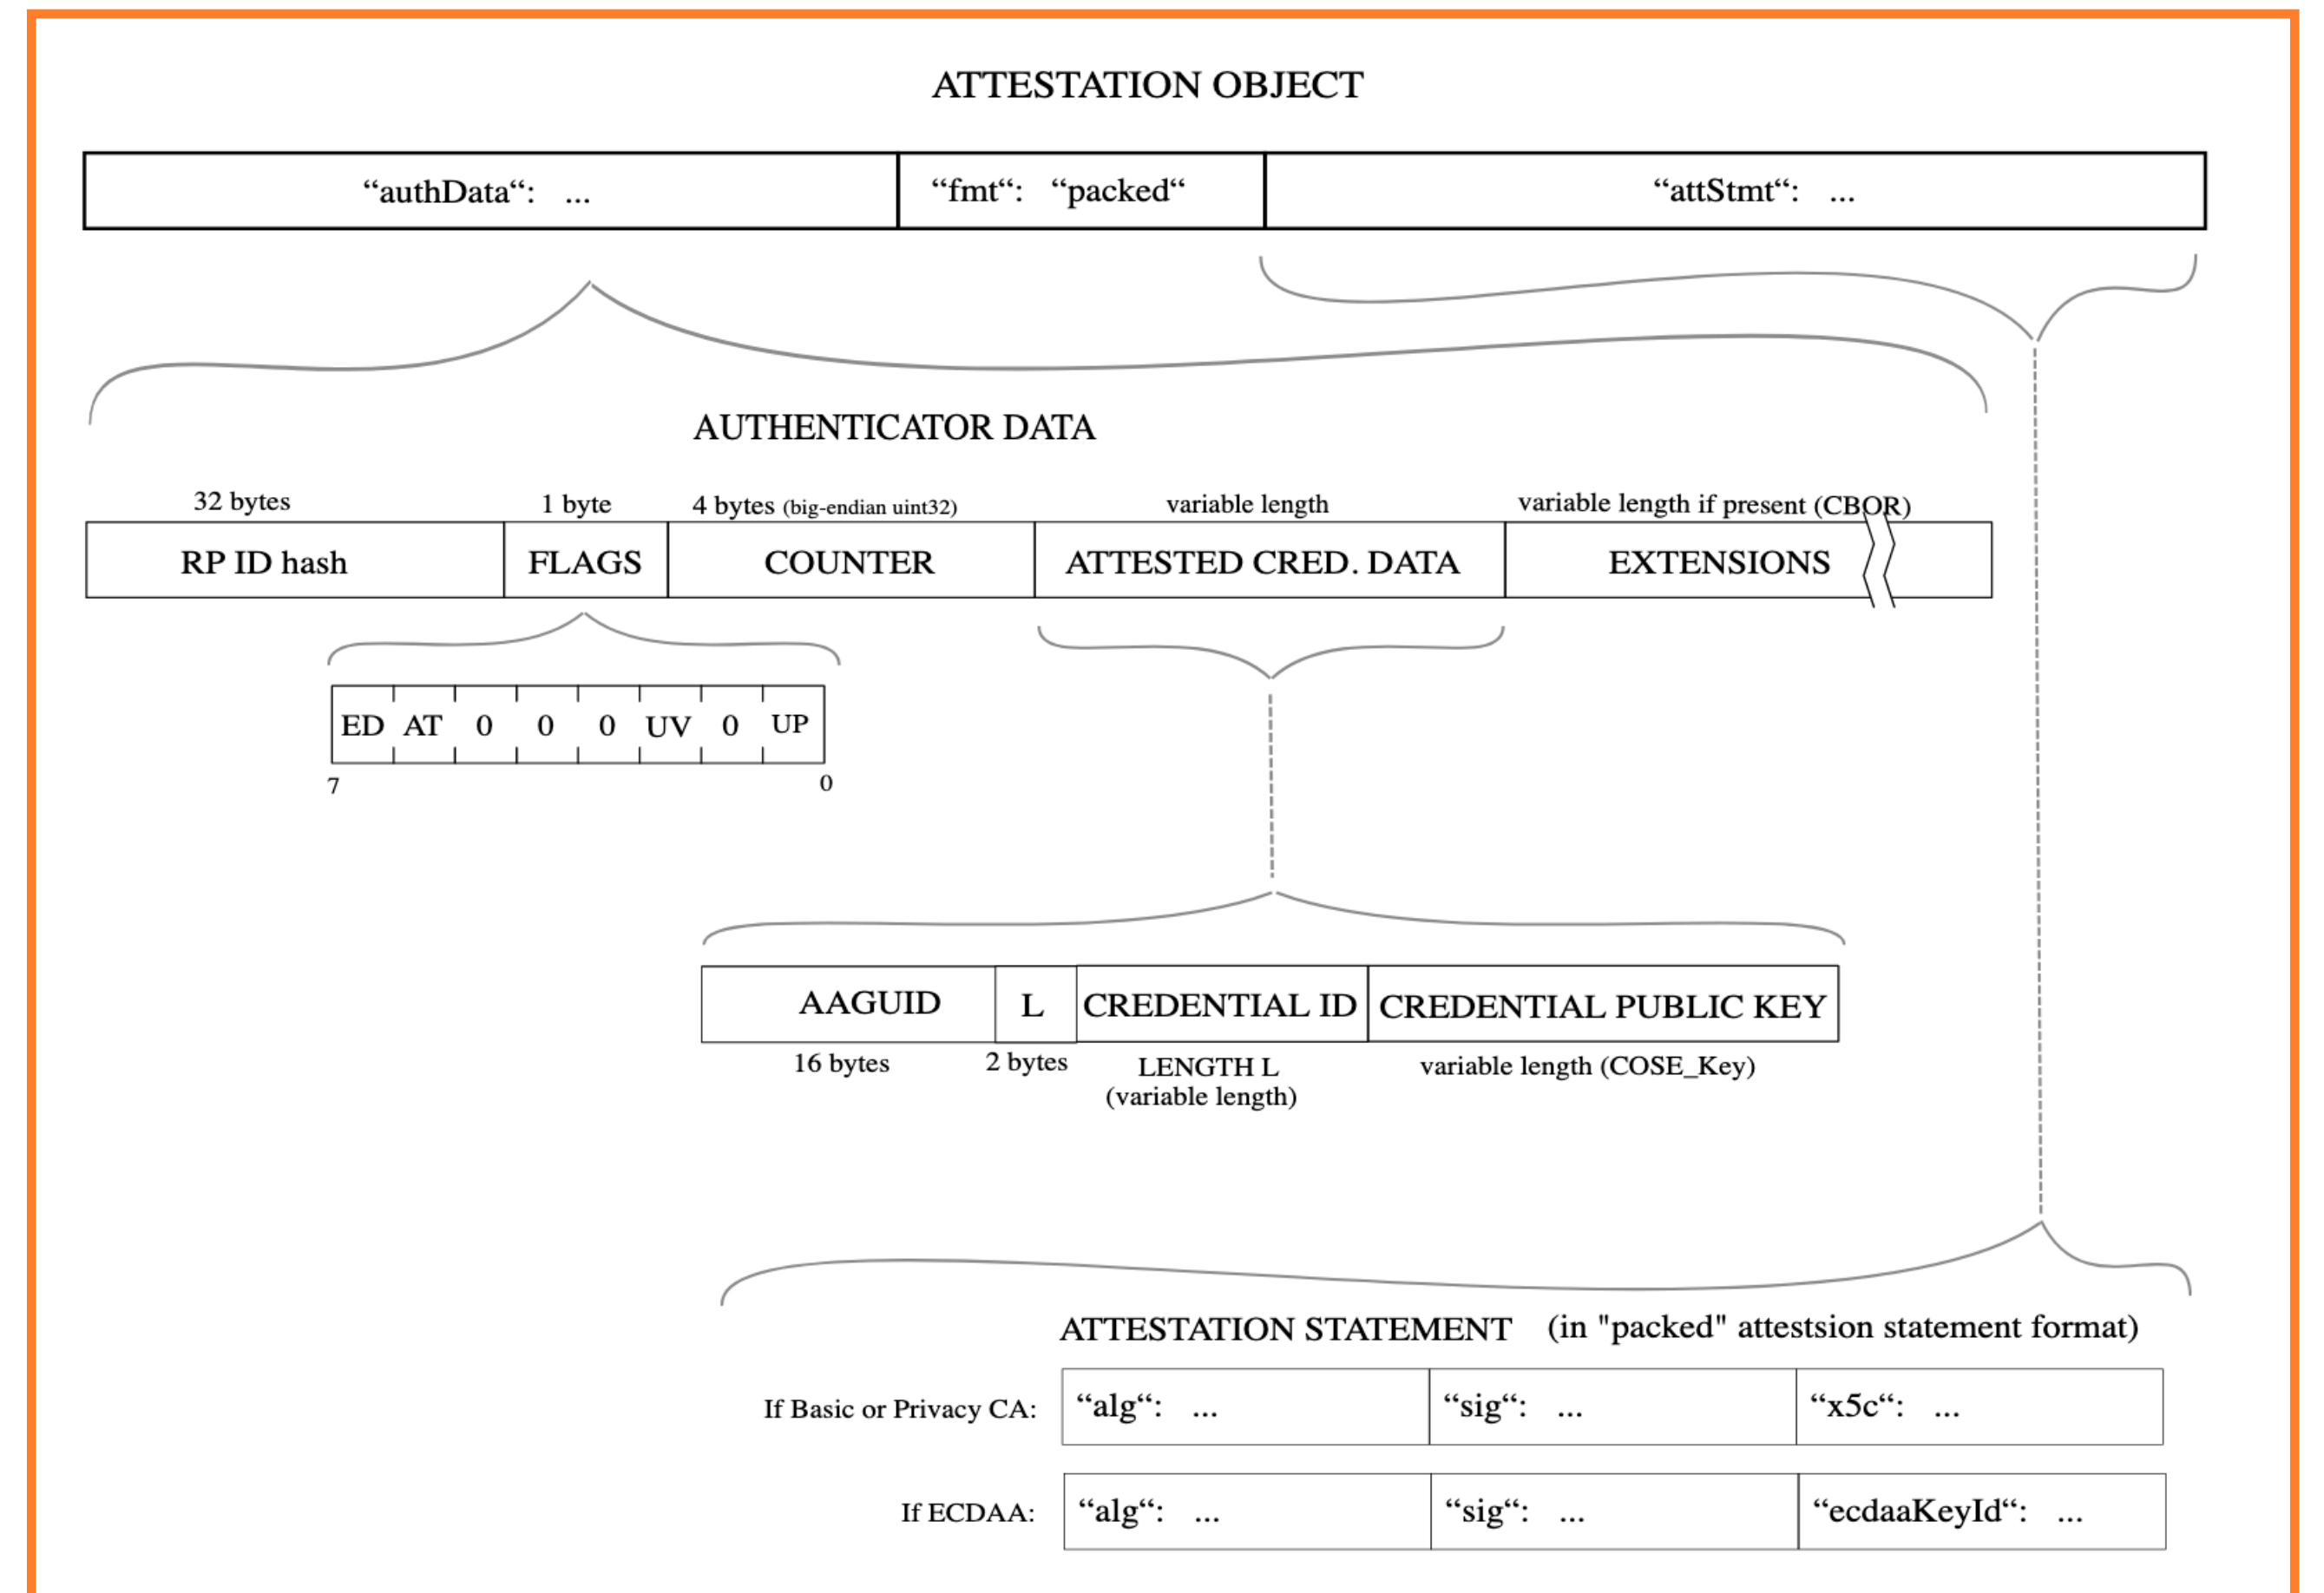 ATTESTATION OBJECT
“authData“: ... “fmt“: “packed“ “attStmt“: ...
AUTHENTICATOR DATA
32 bytes 1 byte 4 bytes (big-endian uint32) variable length variable length if present (CBOR)
RP ID hash FLAGS COUNTER ATTESTED CRED. DATA EXTENSIONS
ED AT 0 0 0 UV 0 UP
7 0
AAGUID L CREDENTIAL ID CREDENTIAL PUBLIC KEY
16 bytes 2 bytes LENGTH L variable length (COSE_Key)
(variable length)
ATTESTATION STATEMENT (in "packed" attestsion statement format)
If Basic or Privacy CA: “alg“: ... “sig“: ... “x5c“: ...
If ECDAA: “alg“: ... “sig“: ... “ecdaaKeyId“: ...